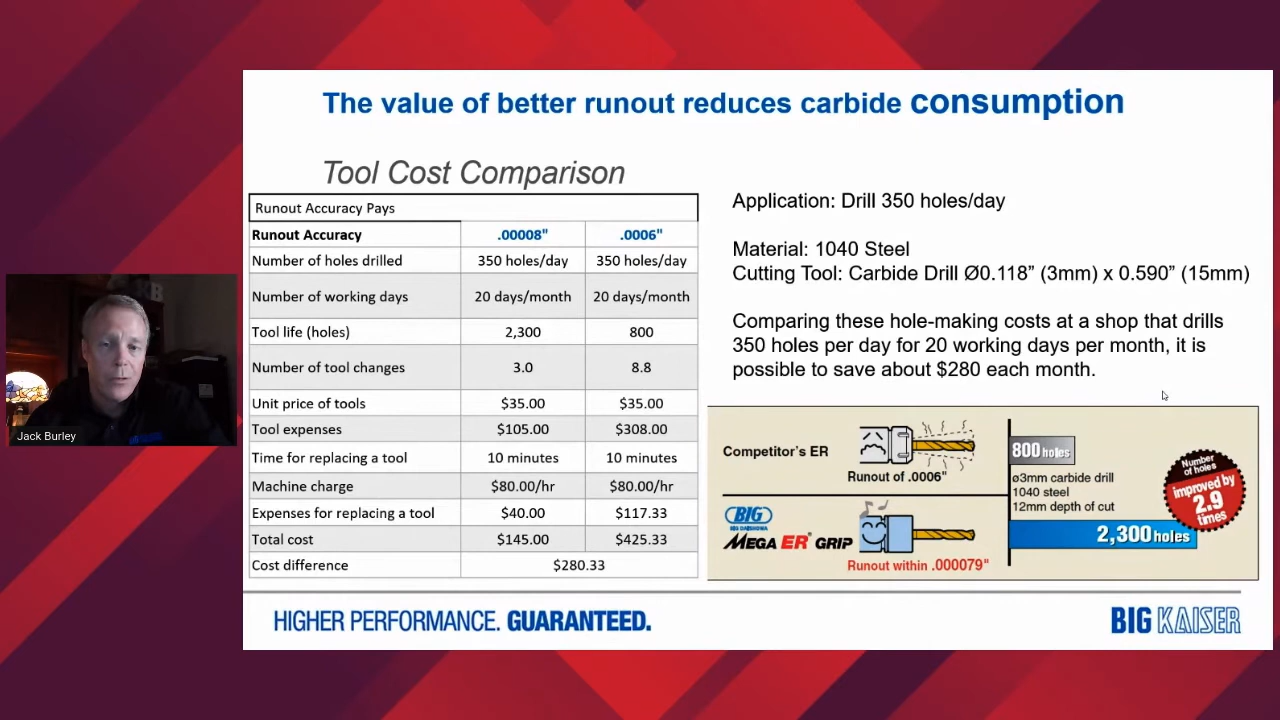 The value of better runout reduces carbide consumption
Tool Cost Comparison
Runout Accuracy Pays
Runout Accuracy .00008" .0006"
Number of holes drilled 350 holes/day 350 holes/day
Number of working days 20 days/month 20 days/month
Tool life (holes) 2,300 800
Number of tool changes 3.0 8.8
Unit price of tools $35.00 $35.00
Tool expenses $105.00 $308.00
Time for replacing a tool 10 minutes 10 minutes
Machine charge $80.00/hr $80.00/hr
Expenses for replacing a tool $40.00 $117.33
Total cost $145.00 $425.33
Cost difference $280.33
Application: Drill 350 holes/day
Material: 1040 Steel
Cutting Tool: Carbide Drill Ø0.118” (3mm) x 0.590” (15mm)
Comparing these hole-making costs at a shop that drills
350 holes per day for 20 working days per month, it is
possible to save about $280 each month.
Competitor's ER
Runout of .0006"
800 holes
ø3mm carbide drill
1040 steel
12mm depth of cut
Number
of holes
improved by
2.9
times
BIG
BIG DAISHOWA
MEGA ER GRIP
Runout within .000079"
2,300 holes
HIGHER PERFORMANCE. GUARANTEED.
BIG KAISER
Jack Burley